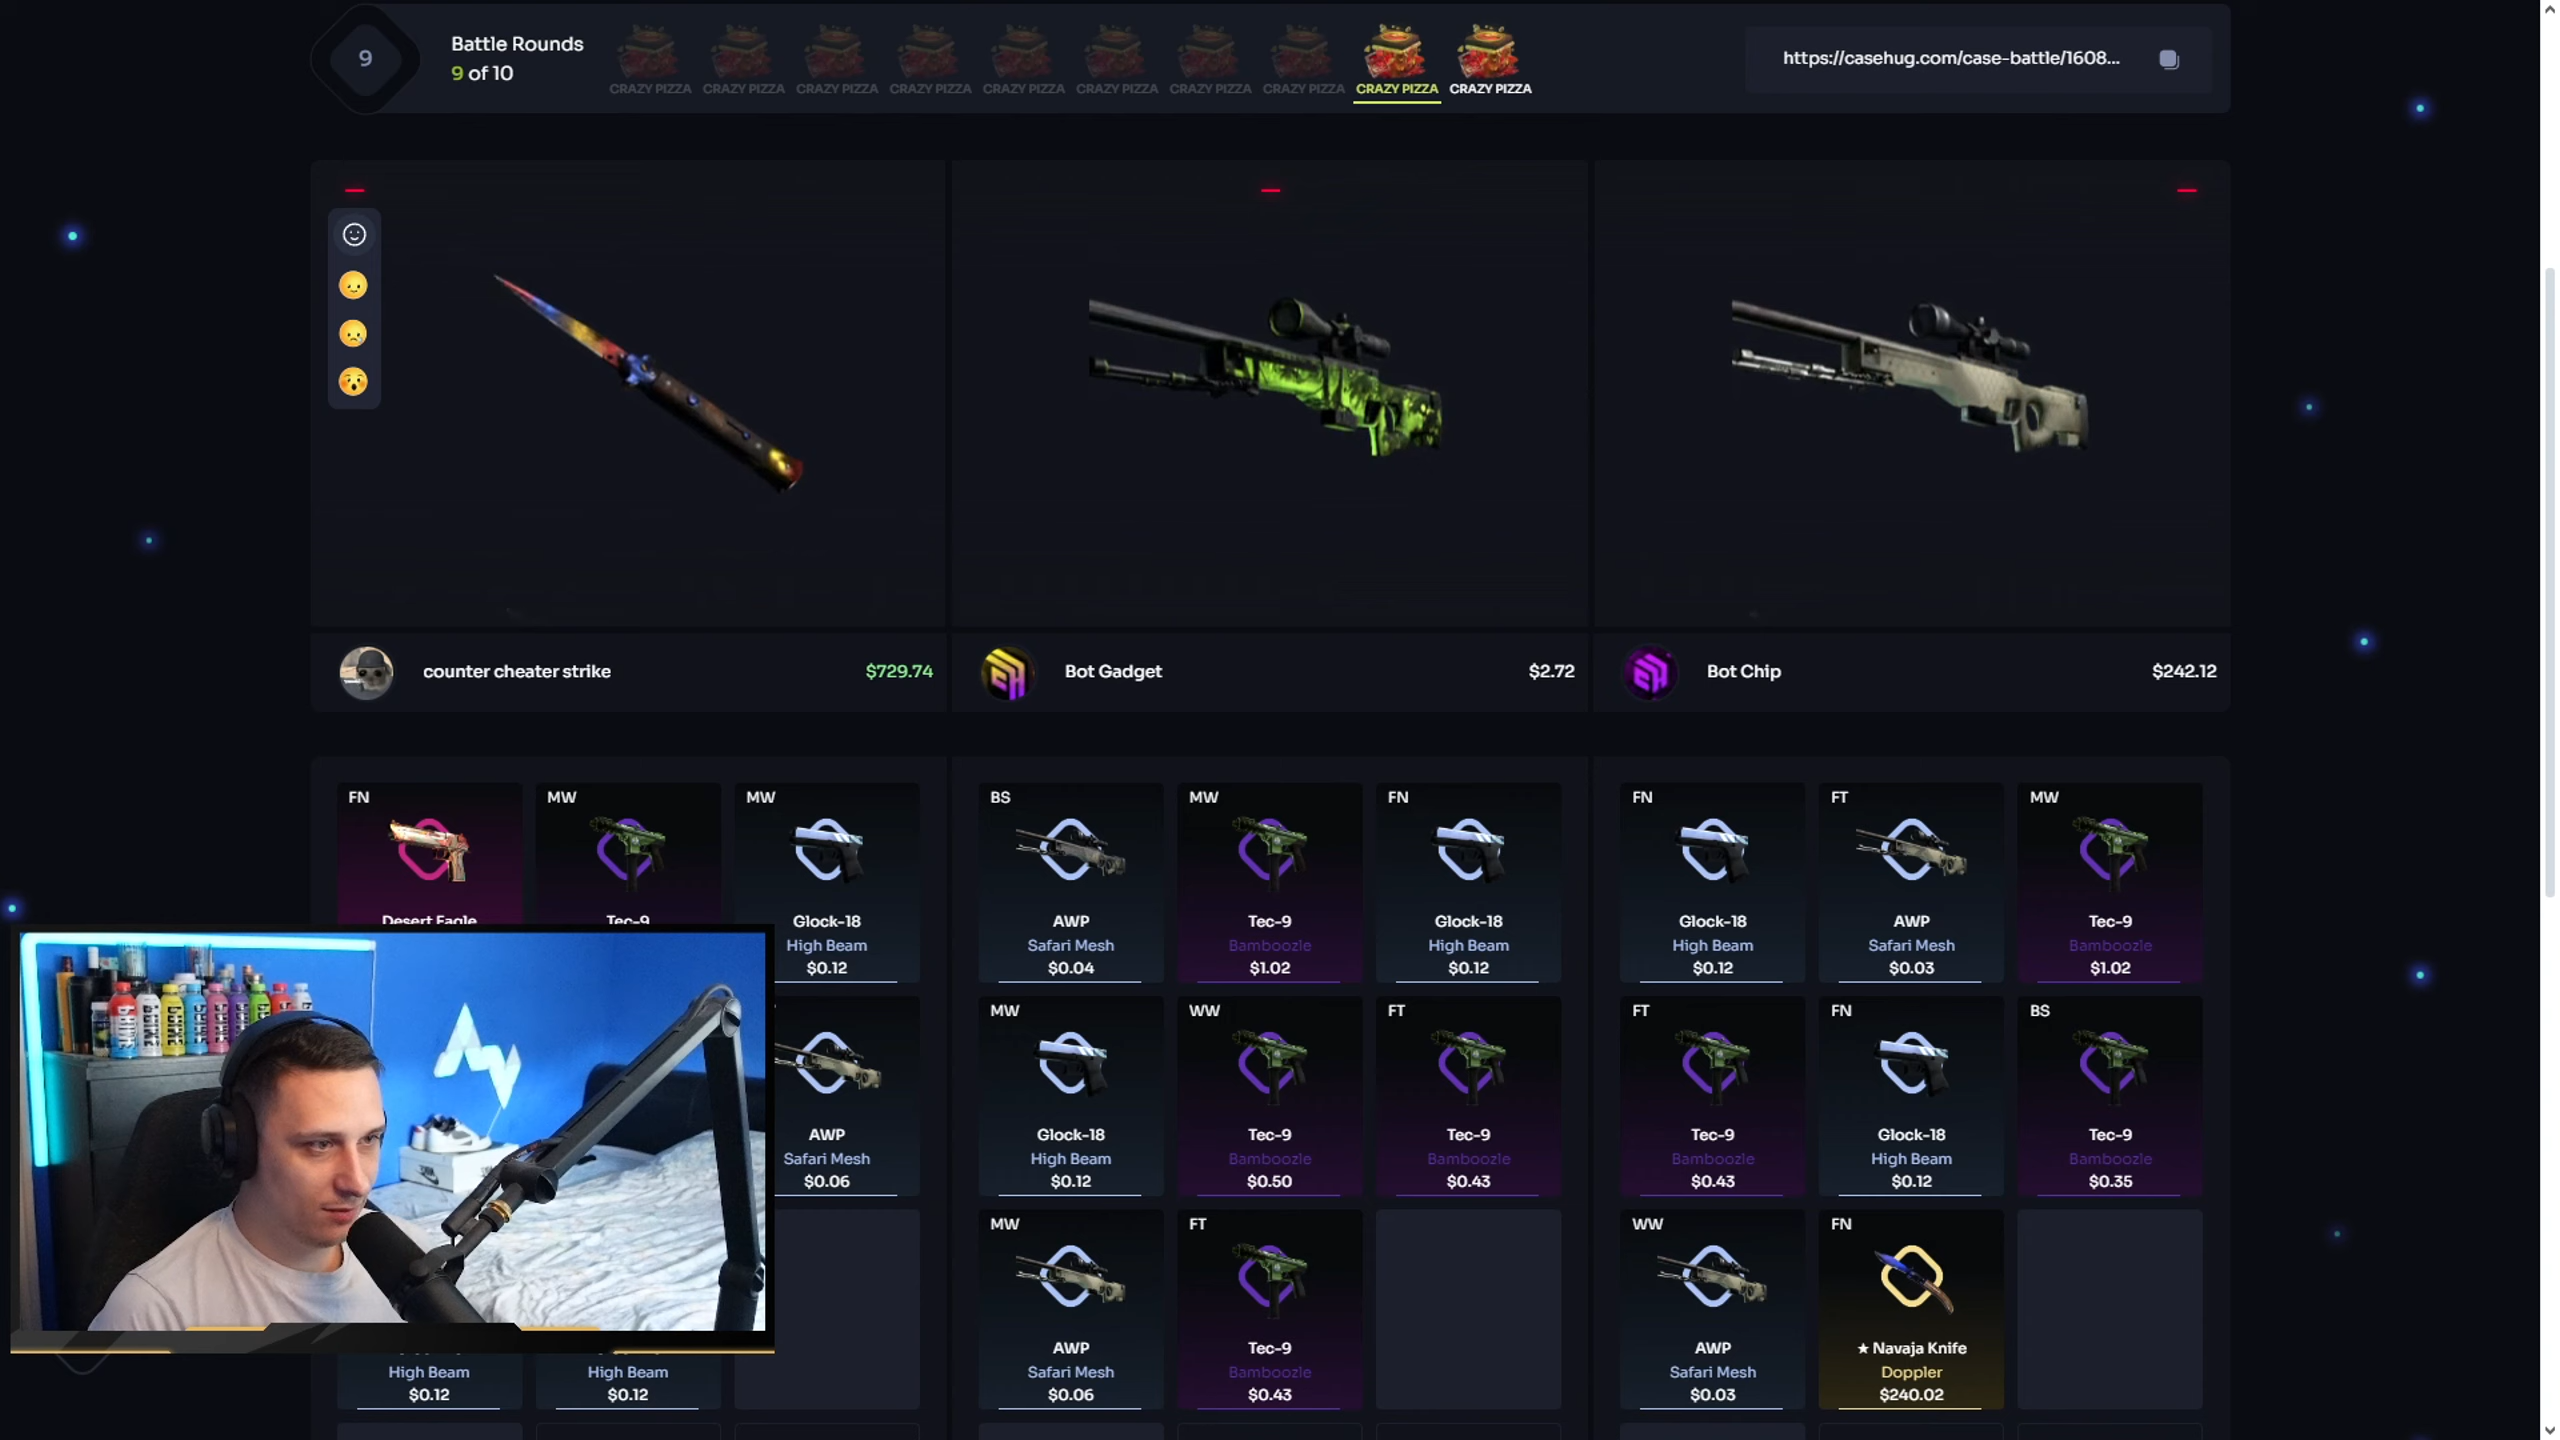 9
Battle Rounds
9 of 10
CRAZY PIZZA
CRAZY PIZZA
CRAZY PIZZA
CRAZY PIZZA
CRAZY PIZZA
CRAZY PIZZA
CRAZY PIZZA
CRAZY PIZZA
CRAZY PIZZA
CRAZY PIZZA
https://casehug.com/case-battle/1608...
counter cheater strike
$729.74
Bot Gadget
$2.72
Bot Chip
$242.12
FN
Desert Eagle
MW
Tec-9
MW
Glock-18
High Beam
$0.12
AWP
Safari Mesh
$0.06
High Beam
$0.12
High Beam
$0.12
BS
AWP
Safari Mesh
$0.04
MW
Tec-9
Bamboozle
$1.02
FN
Glock-18
High Beam
$0.12
MW
Glock-18
High Beam
$0.12
WW
Tec-9
Bamboozle
$0.50
FT
Tec-9
Bamboozle
$0.43
MW
AWP
Safari Mesh
$0.06
FT
Tec-9
Bamboozle
$0.43
FN
Glock-18
High Beam
$0.12
FT
AWP
Safari Mesh
$0.03
MW
Tec-9
Bamboozle
$1.02
FT
Tec-9
Bamboozle
$0.43
FN
Glock-18
High Beam
$0.12
BS
Tec-9
Bamboozle
$0.35
WW
AWP
Safari Mesh
$0.03
FN
★ Navaja Knife
Doppler
$240.02